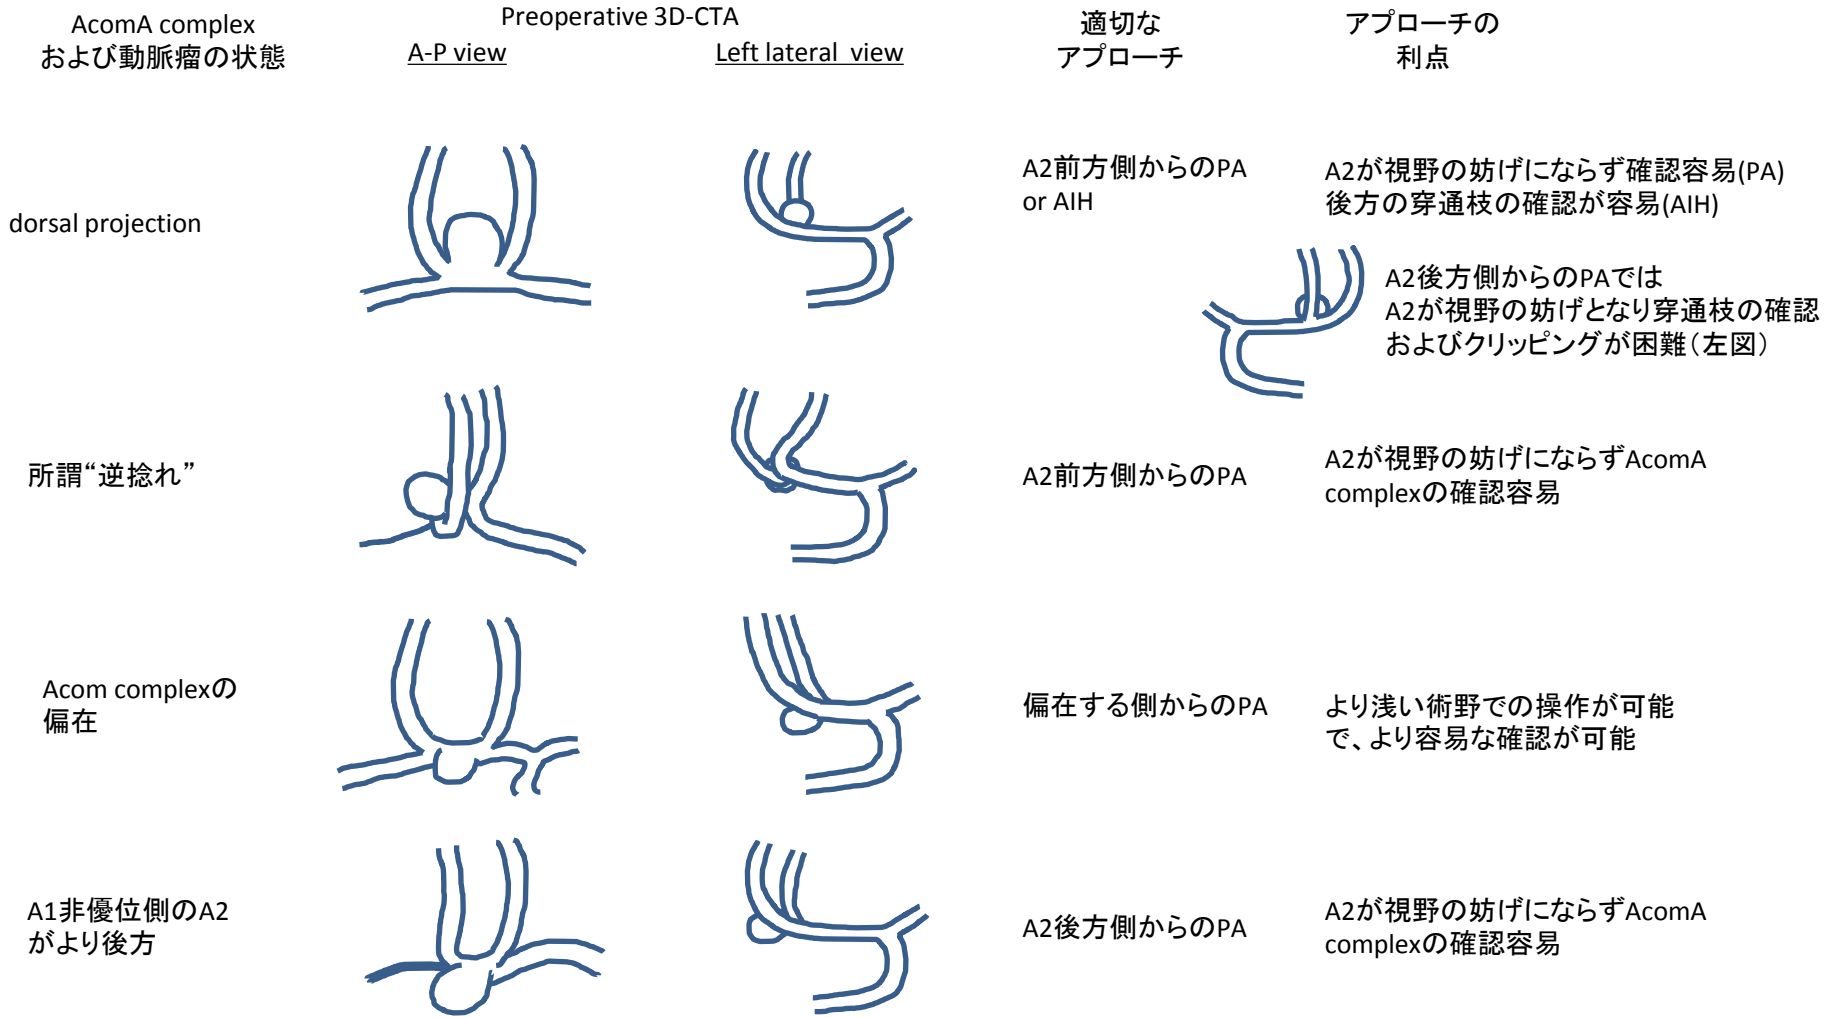 AcomA complex
および動脈瘤の状態
Preoperative 3D-CTA
A-P view
Left lateral view
適切な
アプローチ
アプローチの
利点
dorsal projection
A2前方側からのPA
or AIH
A2が視野の妨げにならず確認容易(PA)
後方の穿通枝の確認が容易(AIH)
A2後方側からのPAでは
A2が視野の妨げとなり穿通枝の確認
およびクリッピングが困難(左図)
所謂“逆捻れ”
A2前方側からのPA
A2が視野の妨げにならずAcomA
complexの確認容易
Acom complexの
偏在
偏在する側からのPA
より浅い術野での操作が可能
で、より容易な確認が可能
A1非優位側のA2
がより後方
A2後方側からのPA
A2が視野の妨げにならずAcomA
complexの確認容易